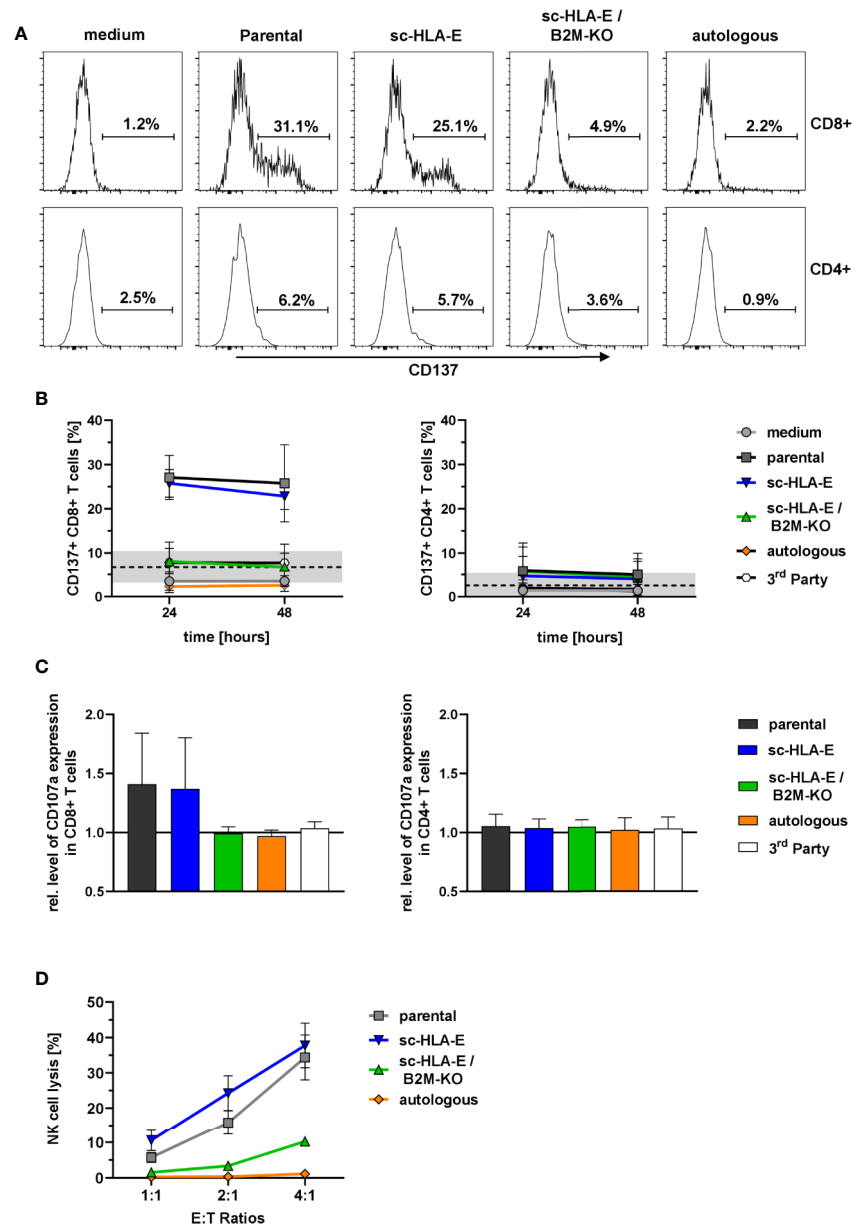 A
medium
Parental
sc-HLA-E
sc-HLA-E /
B2M-KO
autologous
1.2%
31.1%
25.1%
4.9%
2.2%
CD8+
2.5%
6.2%
5.7%
3.6%
0.9%
CD4+
CD137
B
CD137+ CD8+ T cells [%]
40
30
20
10
0
24
48
time [hours]
CD137+ CD4+ T cells [%]
40
30
20
10
0
24
48
time [hours]
medium
parental
sc-HLA-E
sc-HLA-E /
B2M-KO
autologous
3rd Party
C
rel. level of CD107a expression
in CD8+ T cells
2.0
1.5
1.0
0.5
rel. level of CD107a expression
in CD4+ T cells
2.0
1.5
1.0
0.5
parental
sc-HLA-E
sc-HLA-E /
B2M-KO
autologous
3rd Party
D
NK cell lysis [%]
50
40
30
20
10
0
1:1
2:1
4:1
E:T Ratios
parental
sc-HLA-E
sc-HLA-E /
B2M-KO
autologous